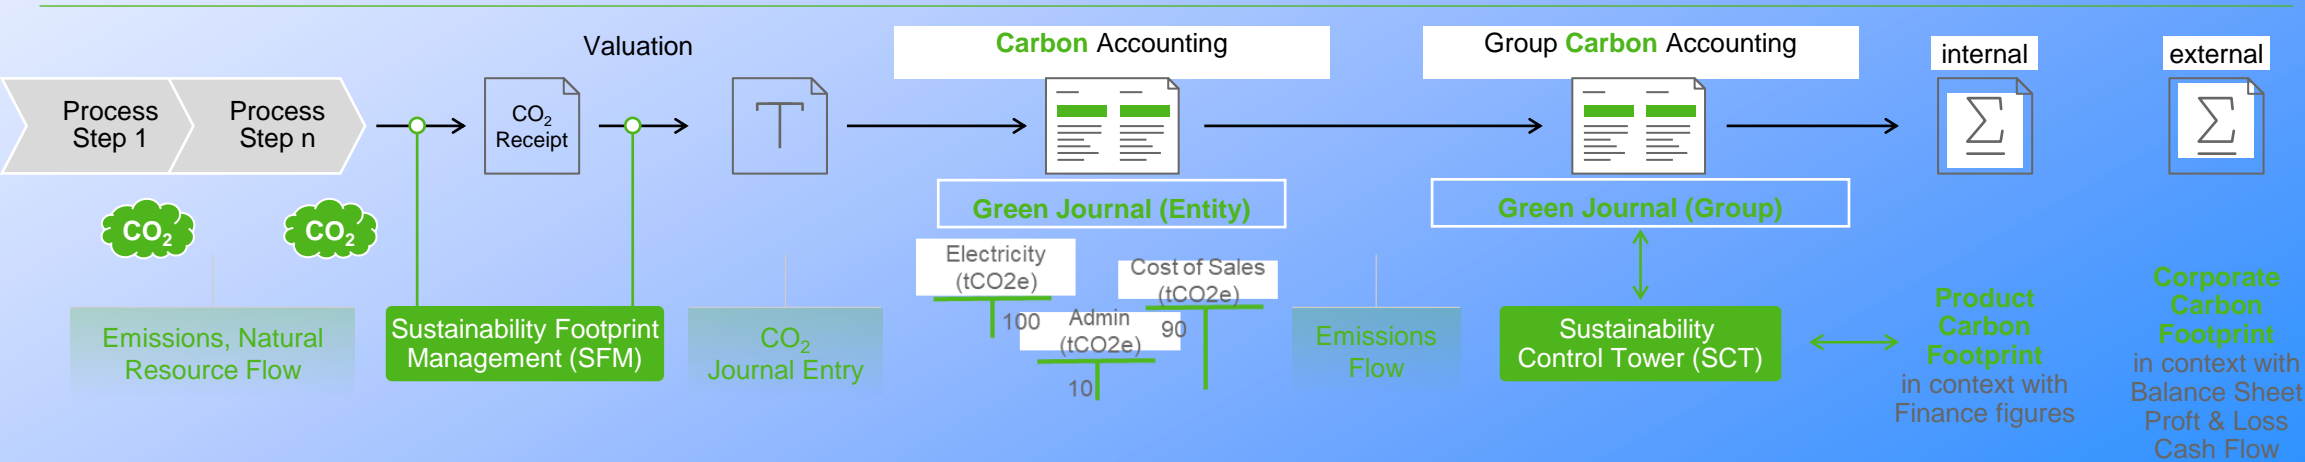 Valuation
Carbon Accounting
Group Carbon Accounting
internal
external
Process
Step 1
Process
Step n
CO₂
Receipt
T
Σ
Σ
CO₂
CO₂
Green Journal (Entity)
Green Journal (Group)
Emissions, Natural
Resource Flow
Sustainability Footprint
Management (SFM)
CO₂
Journal Entry
Electricity
(tCO2e)
100
Admin
(tCO2e)
10
Cost of Sales
(tCO2e)
90
Emissions
Flow
Sustainability
Control Tower (SCT)
Product
Carbon
Footprint
in context with
Finance figures
Corporate
Carbon
Footprint
in context with
Balance Sheet
Proft & Loss
Cash Flow